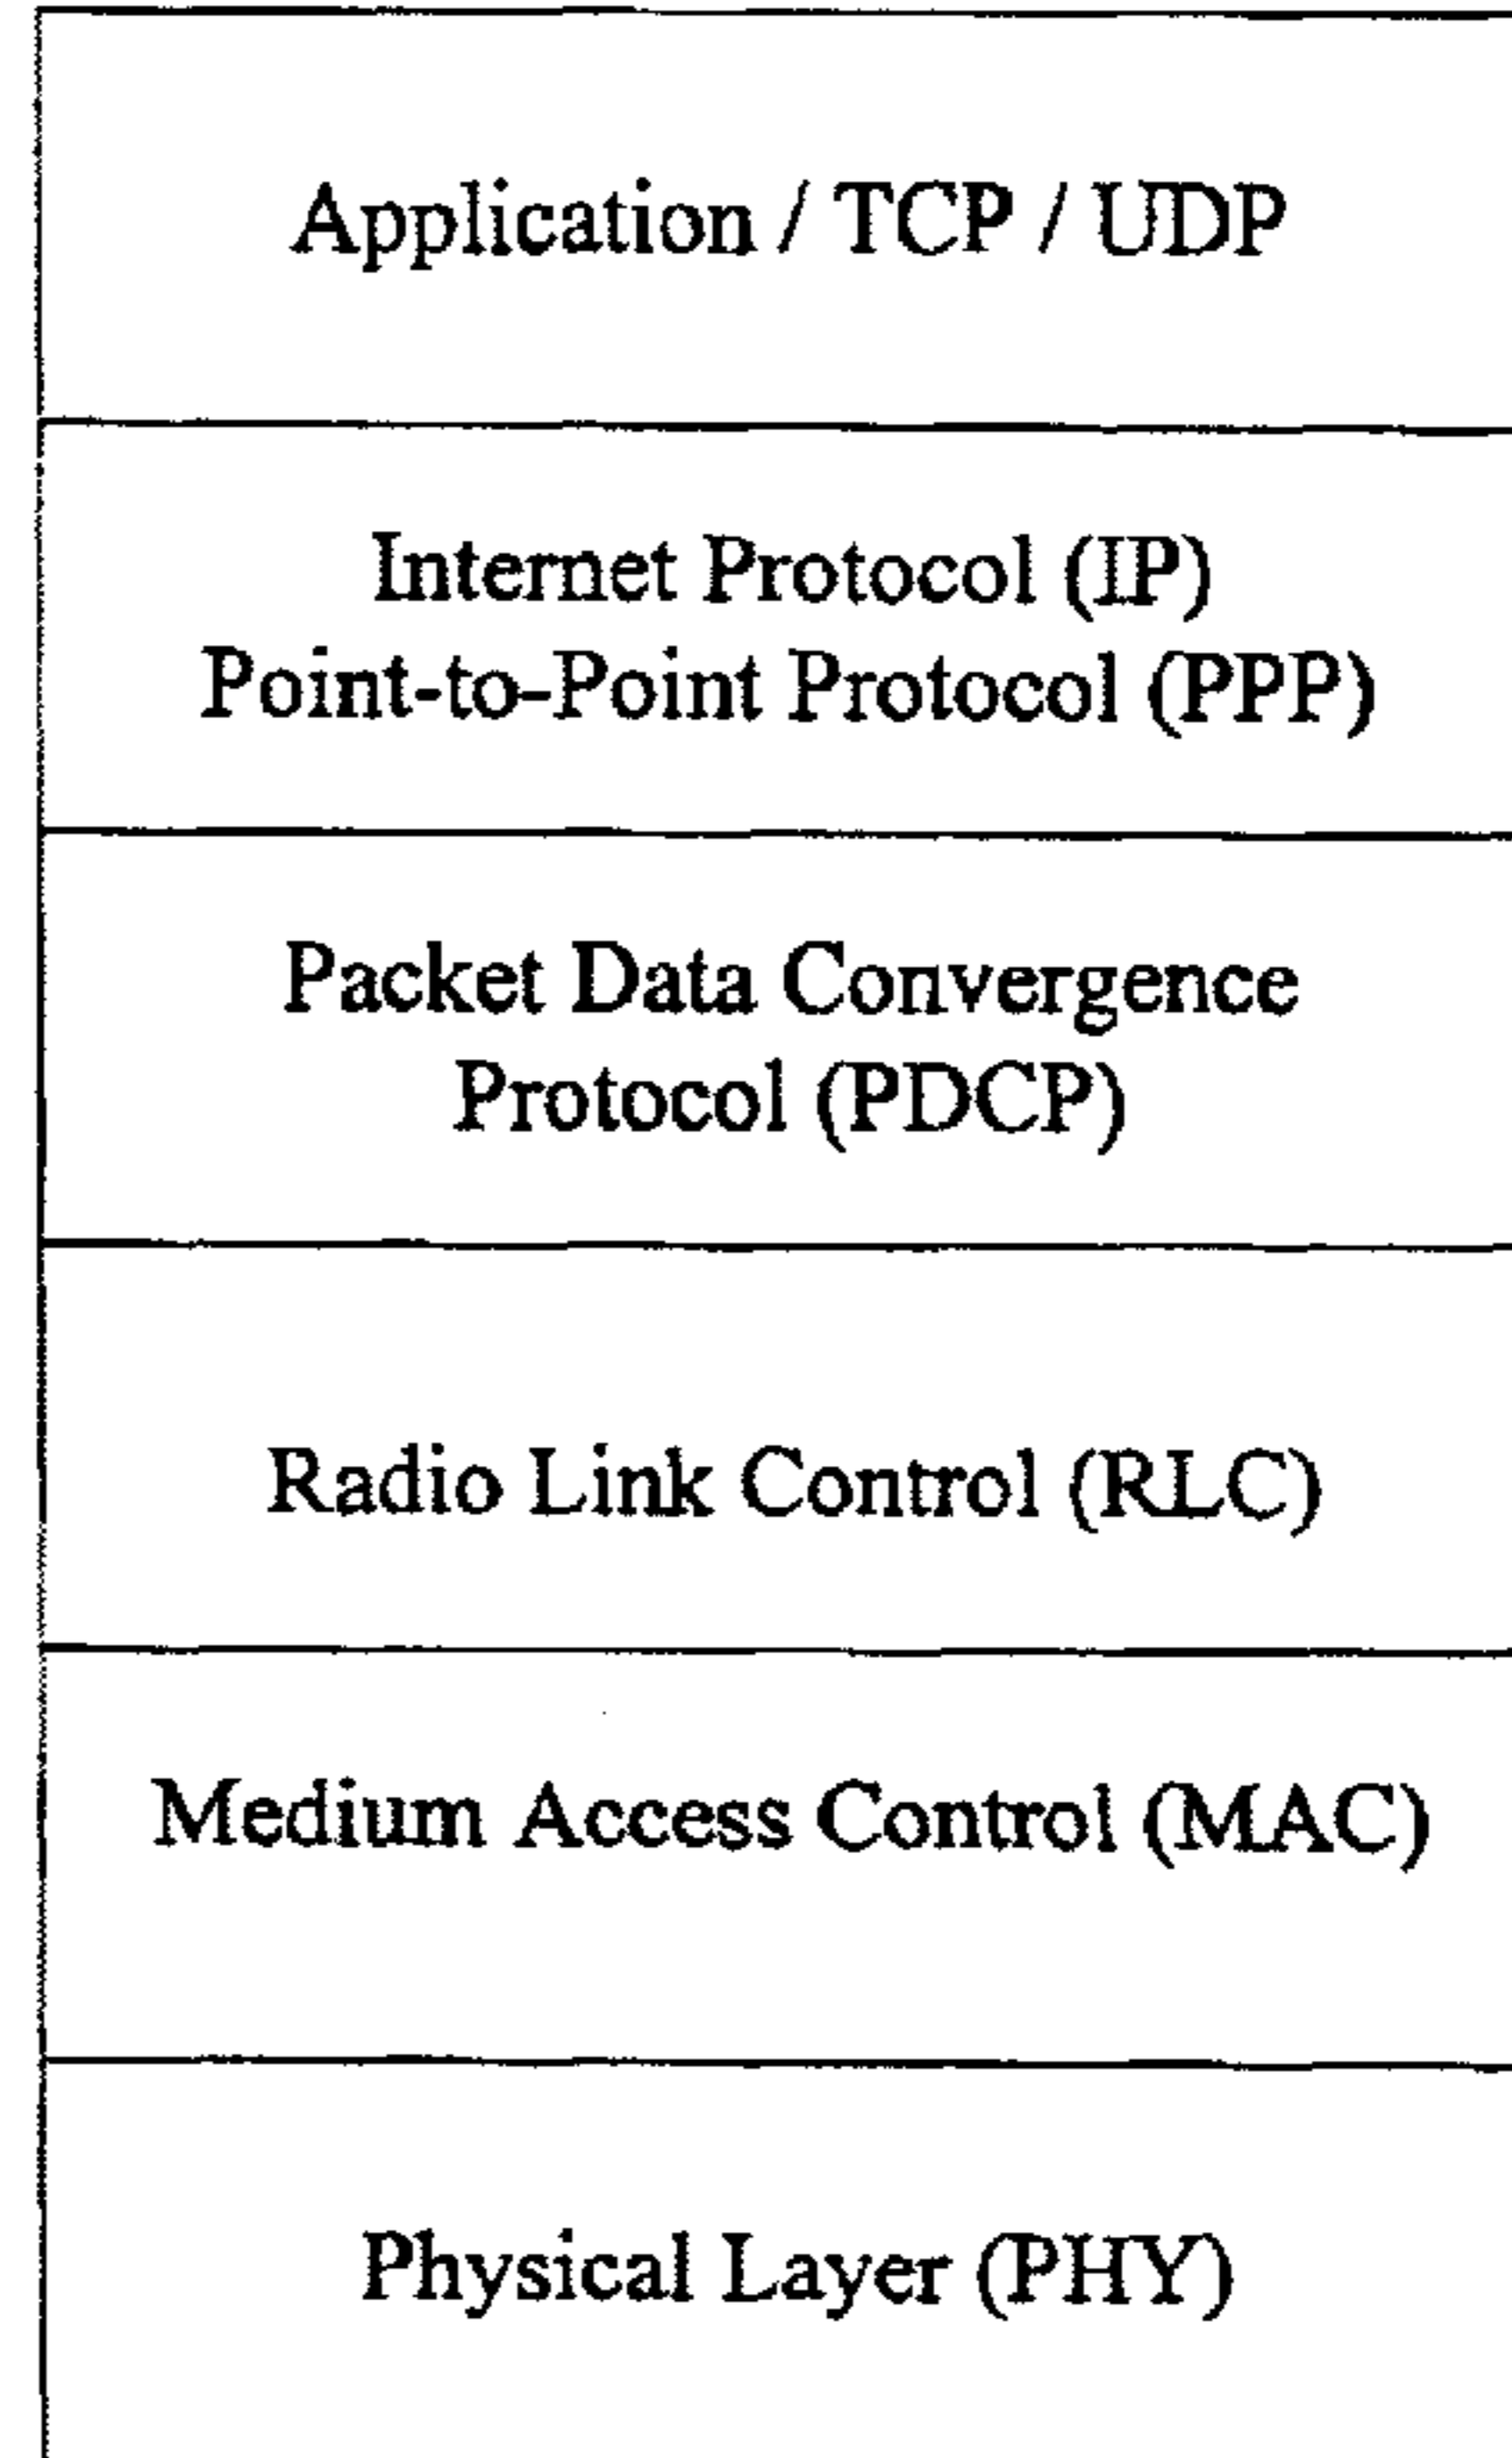 Application / TCP / UDP
Internet Protocol (IP)
Point-to-Point Protocol (PPP)
Packet Data Convergence
Protocol (PDCP)
Radio Link Control (RLC)
Medium Access Control (MAC)
Physical Layer (PHY)